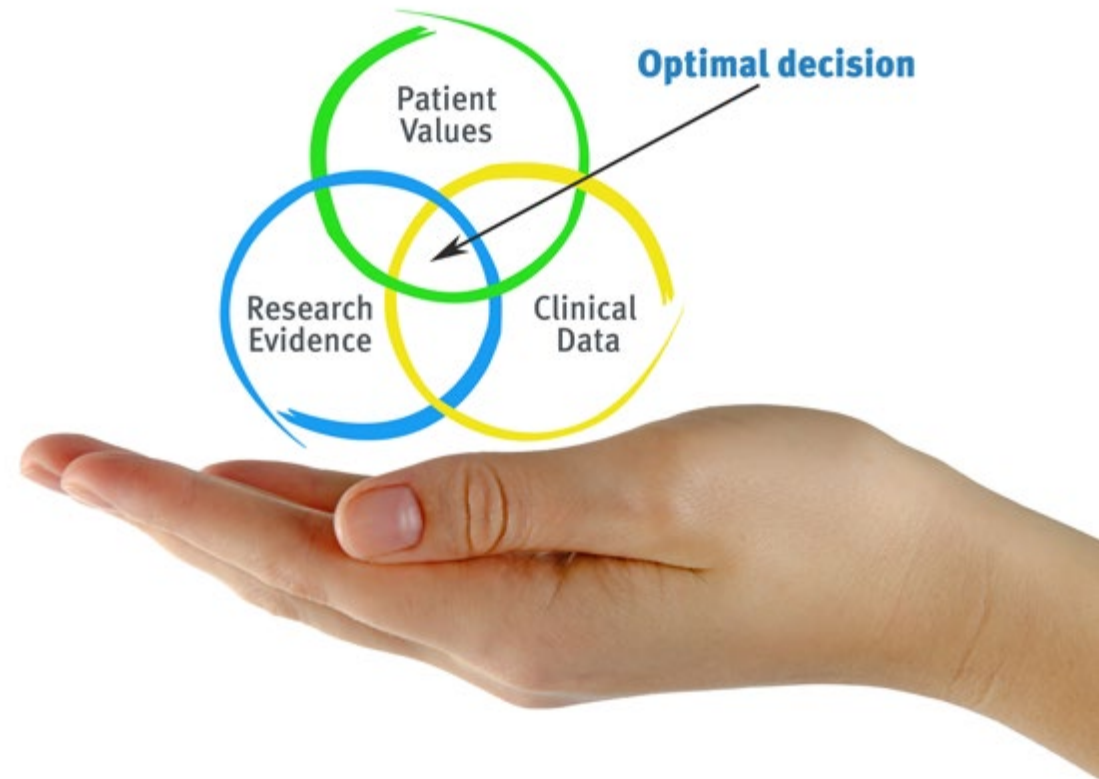 Optimal decision
Patient
Values
Research
Evidence
Clinical
Data